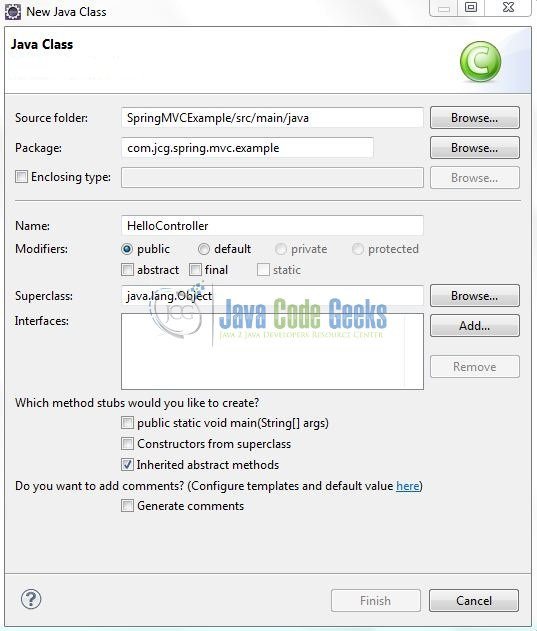 New Java Class
Java Class
Source folder: SpringMVCExample/src/main/java Browse...
Package: com.jcg.spring.mvc.example Browse...
Enclosing type: Browse...
Name: HelloController
Modifiers: public default private protected
abstract final static
Superclass: java.lang.Object Browse...
Interfaces: Add...
Java Code Geeks
Java 2 Java Developers Resource Center
JCG
Remove
Which method stubs would you like to create?
public static void main(String[] args)
Constructors from superclass
Inherited abstract methods
Do you want to add comments? (Configure templates and default value here)
Generate comments
? Finish Cancel